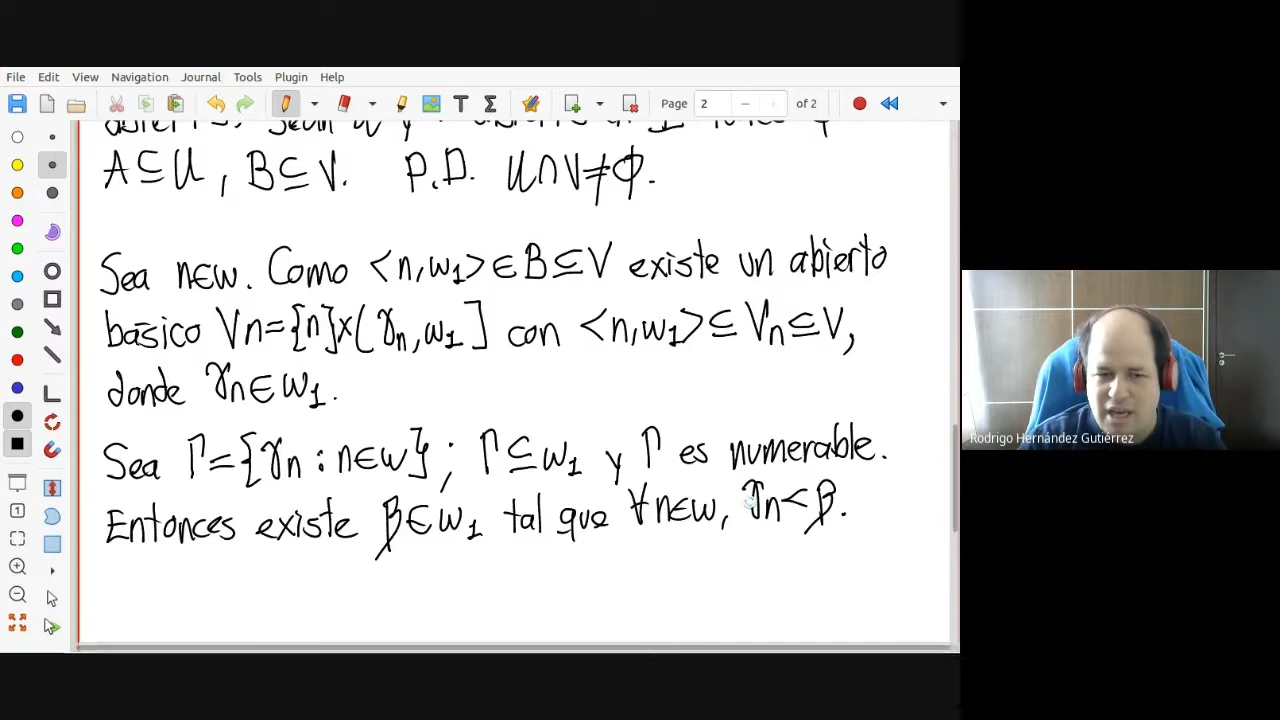 File Edit View Navigation Journal Tools Plugin Help
Page 2 of 2
A⊆U, B⊆V. P.D. U∩V≠∅.
Sea n∈ω. Como <n,ω₁>∈B⊆V existe un abierto
básico Vn={n}×(γn,ω₁] con <n,ω₁>⊆Vn⊆V,
donde γn∈ω₁.
Sea Γ={γn : n∈ω}; Γ⊆ω₁ y Γ es numerable.
Entonces existe β∈ω₁ tal que ∀n∈ω, γn<β.
Rodrigo Hernández Gutiérrez